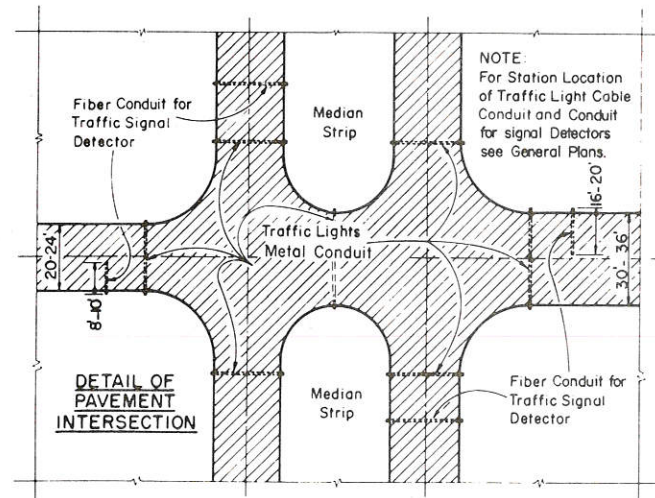 Fiber Conduit for
Traffic Signal
Detector
Median
Strip
NOTE:
For Station Location
of Traffic Light Cable
Conduit and Conduit
for signal Detectors
see General Plans.
16'-20'
20-24'
8'-10'
Traffic Lights
Metal Conduit
30'-36'
DETAIL OF
PAVEMENT
INTERSECTION
Median
Strip
Fiber Conduit for
Traffic Signal
Detector